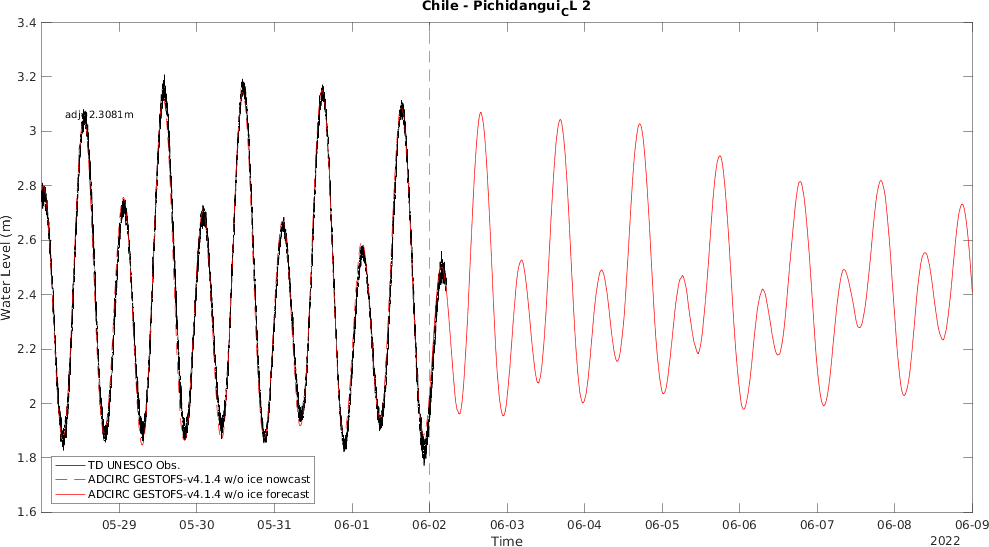 Chile - PichidanguiCL 2
3.4
3.2
3
2.8
2.6
2.4
2.2
2
1.8
1.6
Water Level (m)
adj: 2.3081m
TD UNESCO Obs.
ADCIRC GESTOFS-v4.1.4 w/o ice nowcast
ADCIRC GESTOFS-v4.1.4 w/o ice forecast
05-29 05-30 05-31 06-01 06-02 06-03 06-04 06-05 06-06 06-07 06-08 06-09
Time
2022